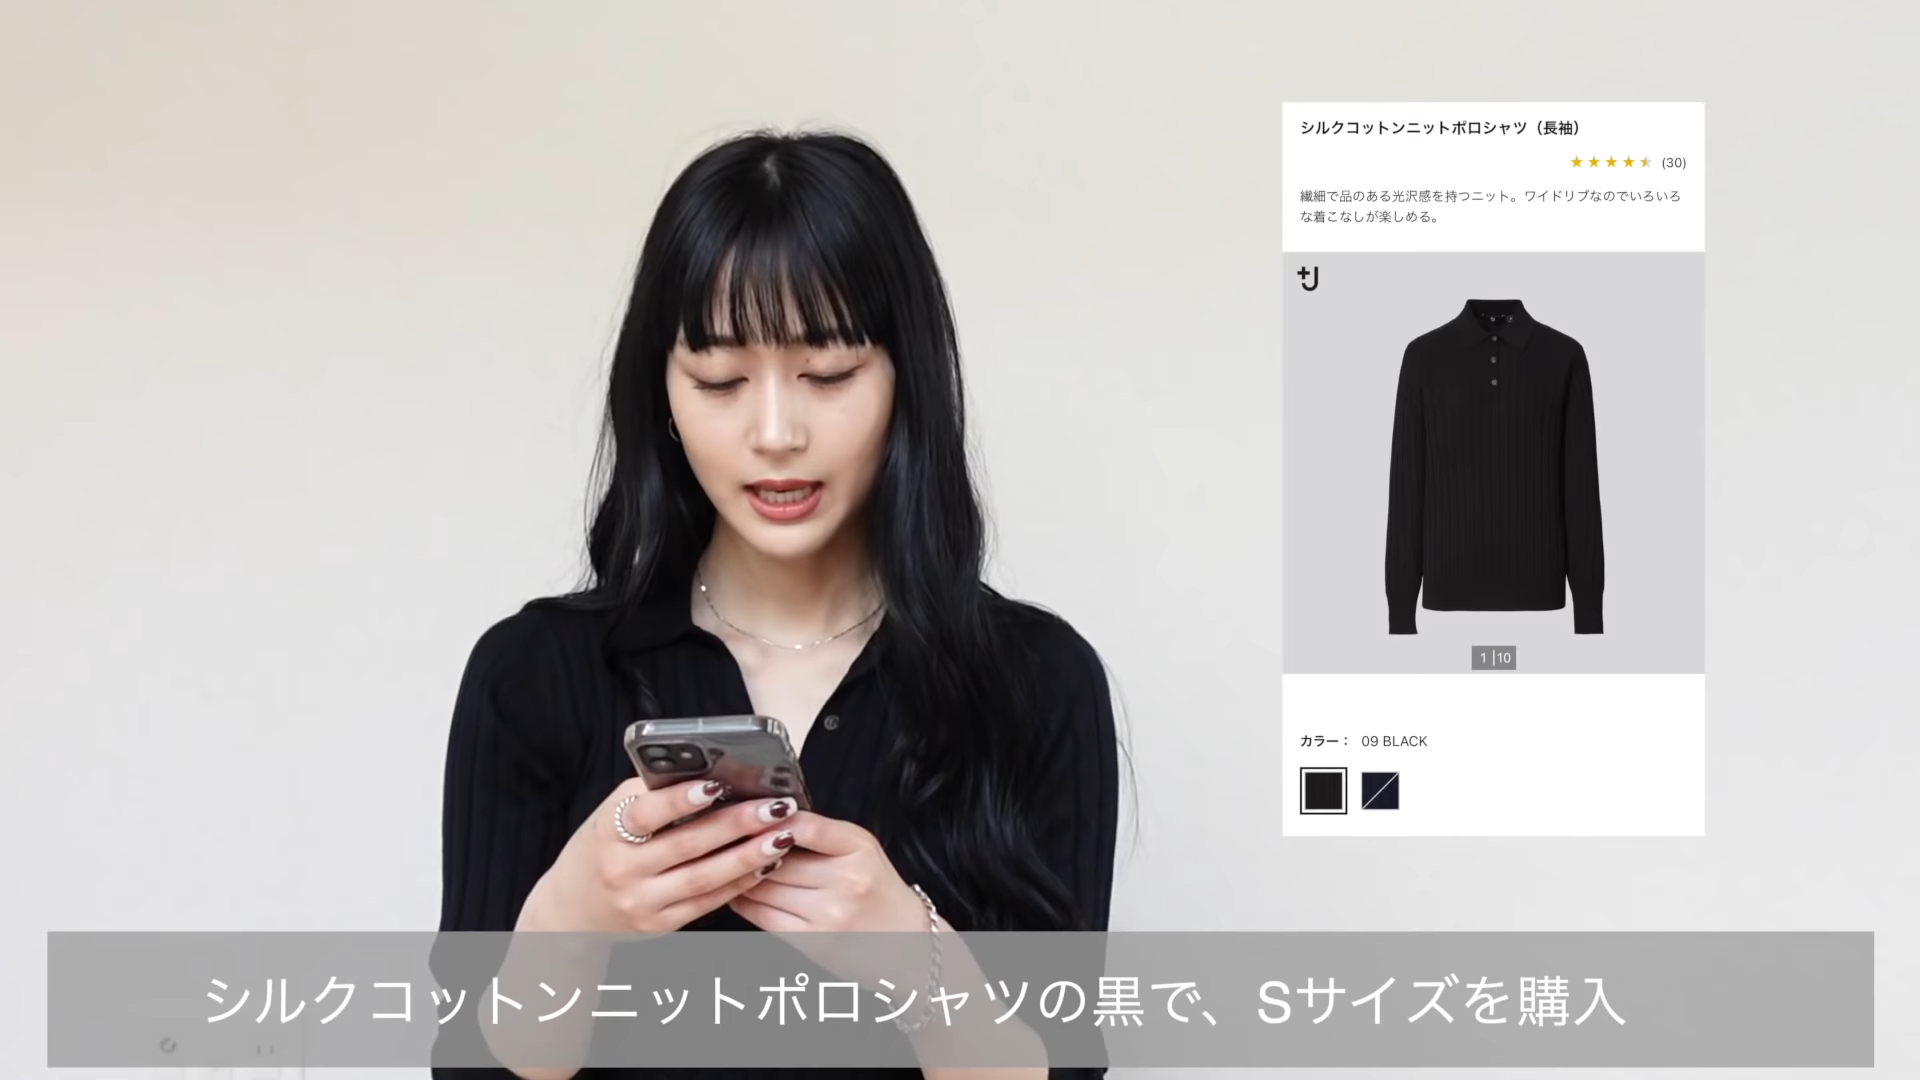 シルクコットンニットポロシャツ（長袖）
★★★★★ (30)
繊細で品のある光沢感を持つニット。ワイドリブなのでいろいろ
な着こなしが楽しめる。
+J
1 |10
カラー： 09 BLACK
シルクコットンニットポロシャツの黒で、Sサイズを購入